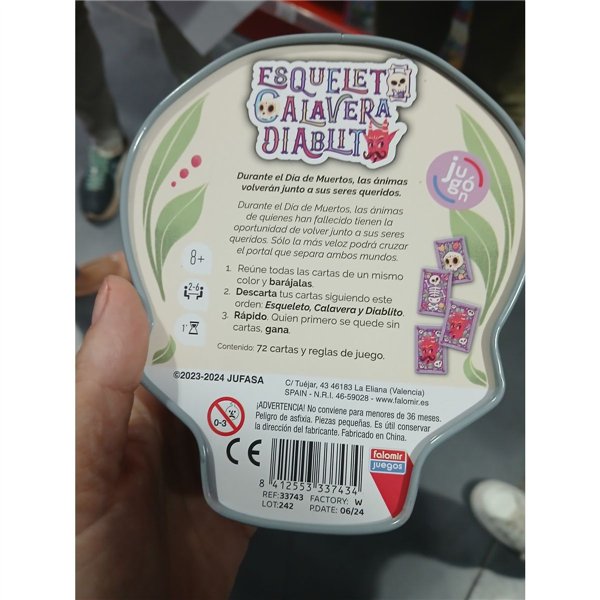 ESQUELETO
CALAVERA
DIABLITO
jugón
Durante el Día de Muertos, las ánimas
volverán junto a sus seres queridos.
Durante el Día de Muertos, las ánimas
de quienes han fallecido tienen la
oportunidad de volver junto a sus seres
queridos. Sólo la más veloz podrá cruzar
el portal que separa ambos mundos.
8+
2-6
1'
1. Reúne todas las cartas de un mismo
color y barájalas.
2. Descarta tus cartas siguiendo este
orden: Esqueleto, Calavera y Diablito.
3. Rápido. Quien primero se quede sin
cartas, gana.
Contenido: 72 cartas y reglas de juego.
©2023-2024 JUFASA
C/ Tuéjar, 43 46183 La Eliana (Valencia)
SPAIN - N.R.I. 46-59028 - www.falomir.es
0-3
¡ADVERTENCIA! No conviene para menores de 36 meses.
Peligro de asfixia. Piezas pequeñas. Es útil conservar
la dirección del fabricante. Fabricado en China.
CE
8 412553 337434
REF:33743 FACTORY: W
LOT:242 P.DATE: 06/24
falomir
juegos